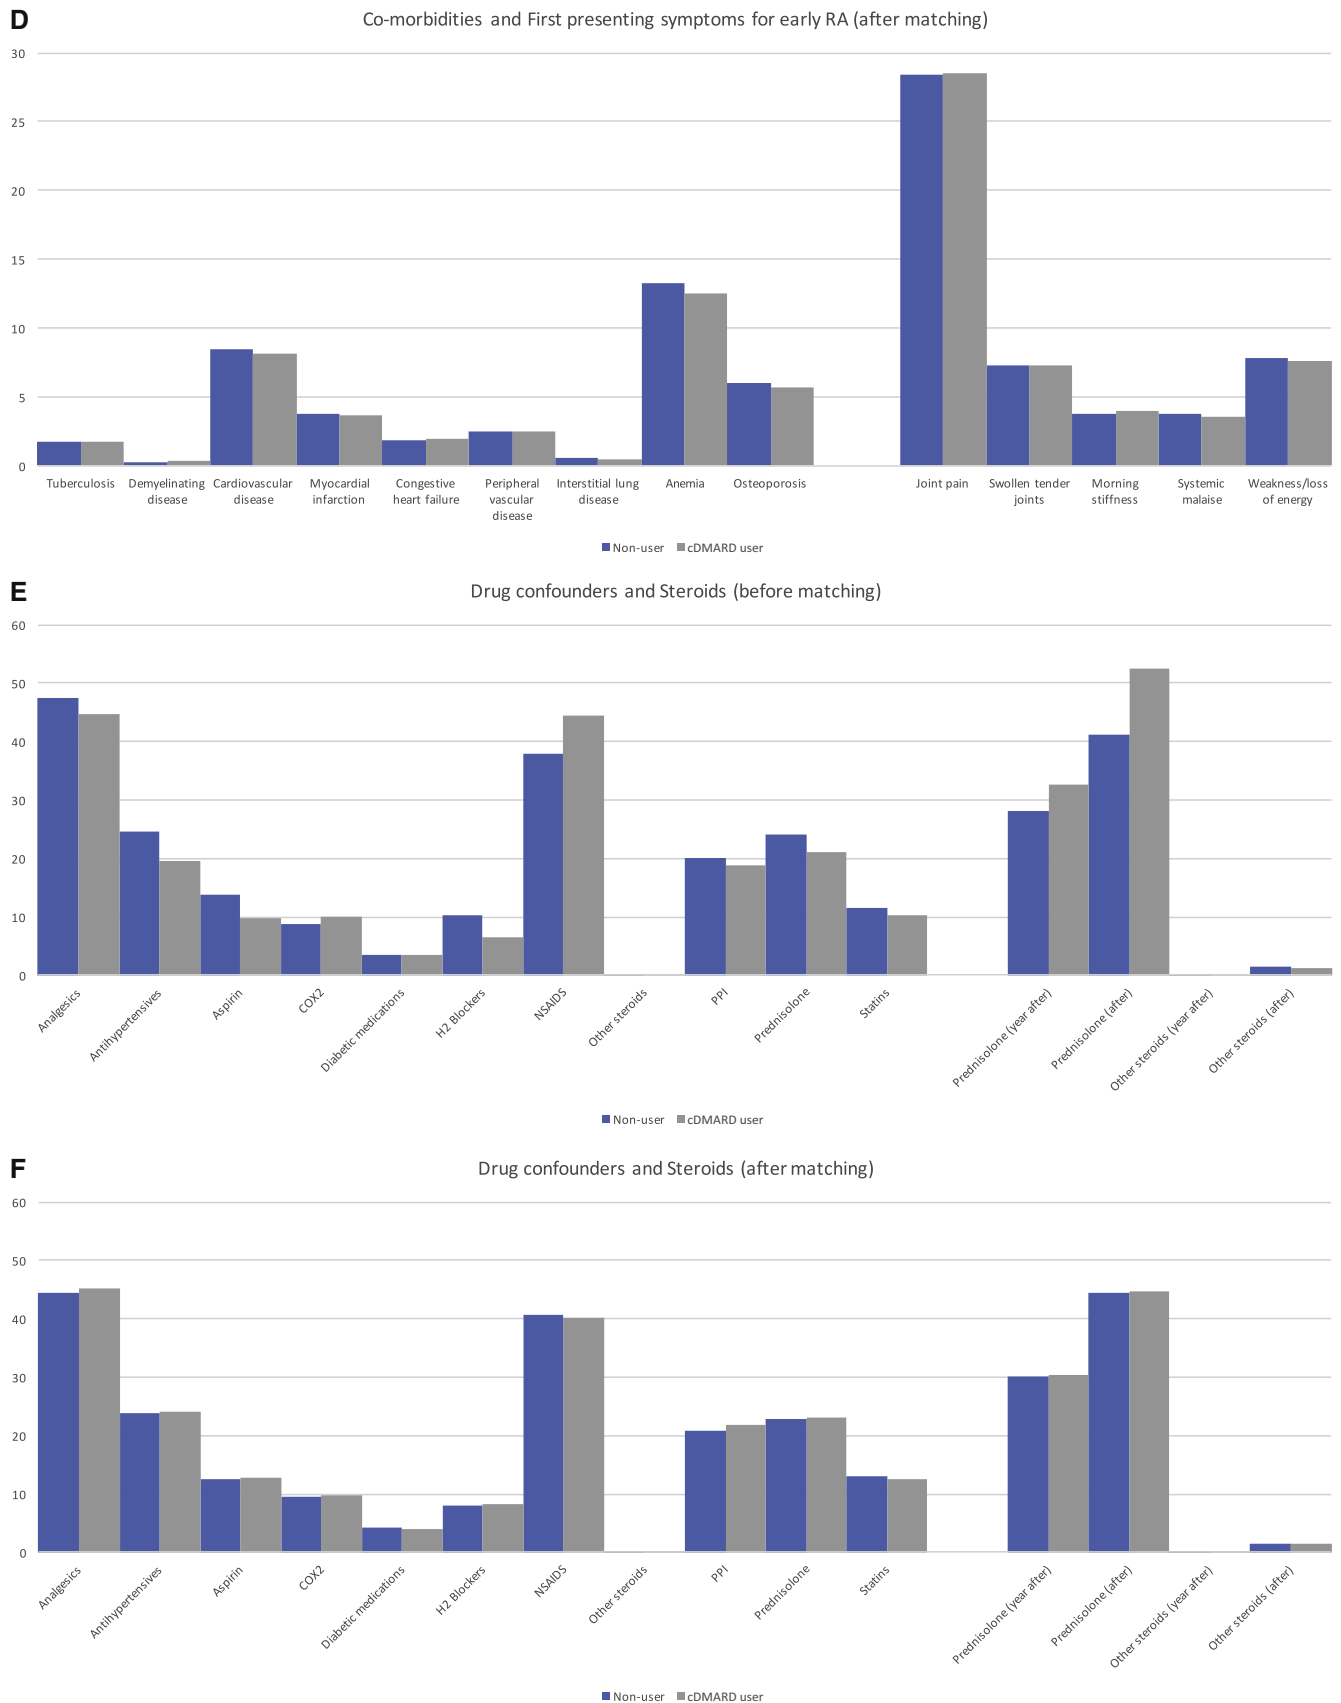 D
Co-morbidities and First presenting symptoms for early RA (after matching)
30
25
20
15
10
5
0
Tuberculosis
Demyelinating
disease
Cardiovascular
disease
Myocardial
infarction
Congestive
heart failure
Peripheral
vascular
disease
Interstitial lung
disease
Anemia
Osteoporosis
Joint pain
Swollen tender
joints
Morning
stiffness
Systemic
malaise
Weakness/loss
of energy
Non-user cDMARD user
E
Drug confounders and Steroids (before matching)
60
50
40
30
20
10
0
Analgesics
Antihypertensives
Aspirin
COX2
Diabetic medications
H2 Blockers
NSAIDS
Other steroids
PPI
Prednisolone
Statins
Prednisolone (year after)
Prednisolone (after)
Other steroids (year after)
Other steroids (after)
Non-user cDMARD user
F
Drug confounders and Steroids (after matching)
60
50
40
30
20
10
0
Analgesics
Antihypertensives
Aspirin
COX2
Diabetic medications
H2 Blockers
NSAIDS
Other steroids
PPI
Prednisolone
Statins
Prednisolone (year after)
Prednisolone (after)
Other steroids (year after)
Other steroids (after)
Non-user cDMARD user